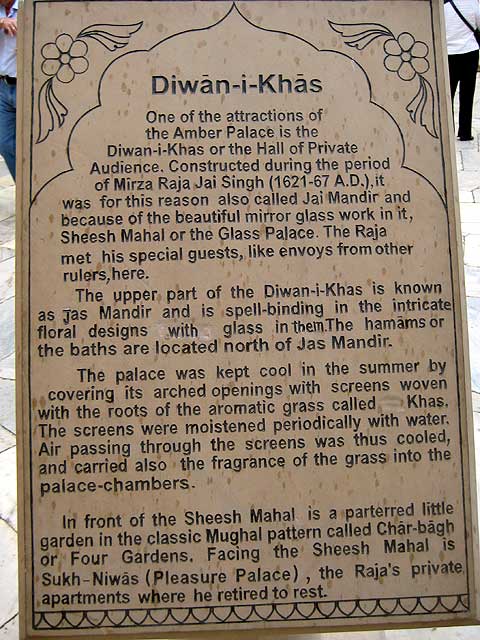 Diwān-i-Khās
One of the attractions of
the Amber Palace is the
Diwan-i-Khas or the Hall of Private
Audience. Constructed during the period
of Mirza Raja Jai Singh (1621-67 A.D.),it
was for this reason also called Jai Mandir and
because of the beautiful mirror glass work in it,
Sheesh Mahal or the Glass Palace. The Raja
met his special guests, like envoys from other
rulers,here.
The upper part of the Diwan-i-Khas is known
as Jas Mandir and is spell-binding in the intricate
floral designs with glass in them.The hamāms or
the baths are located north of Jas Mandir.
The palace was kept cool in the summer by
covering its arched openings with screens woven
with the roots of the aromatic grass called Khas.
The screens were moistened periodically with water.
Air passing through the screens was thus cooled,
and carried also the fragrance of the grass into the
palace-chambers.
In front of the Sheesh Mahal is a parterred little
garden in the classic Mughal pattern called Chār-bāgh
or Four Gardens. Facing the Sheesh Mahal is
Sukh-Niwās (Pleasure Palace) , the Raja's private
apartments where he retired to rest.